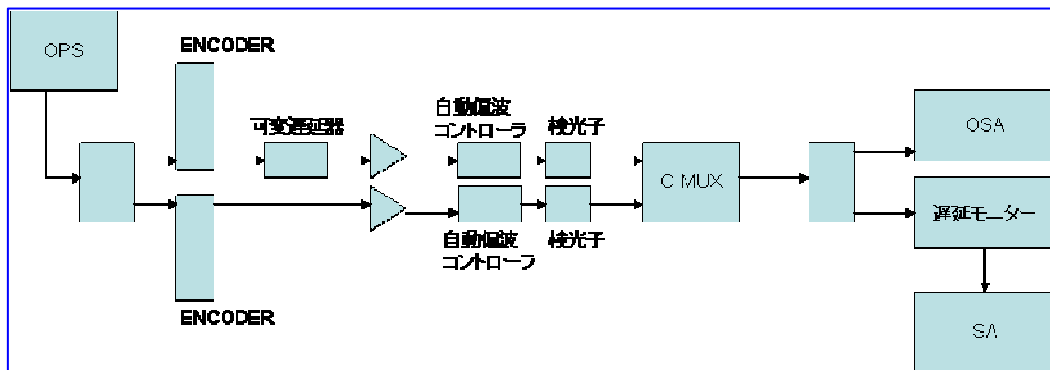 OPS
ENCODER
可変遅延器
自動偏波
コントローラ
検光子
OSA
C MUX
遅延モニター
自動偏波
コントローラ
検光子
ENCODER
SA